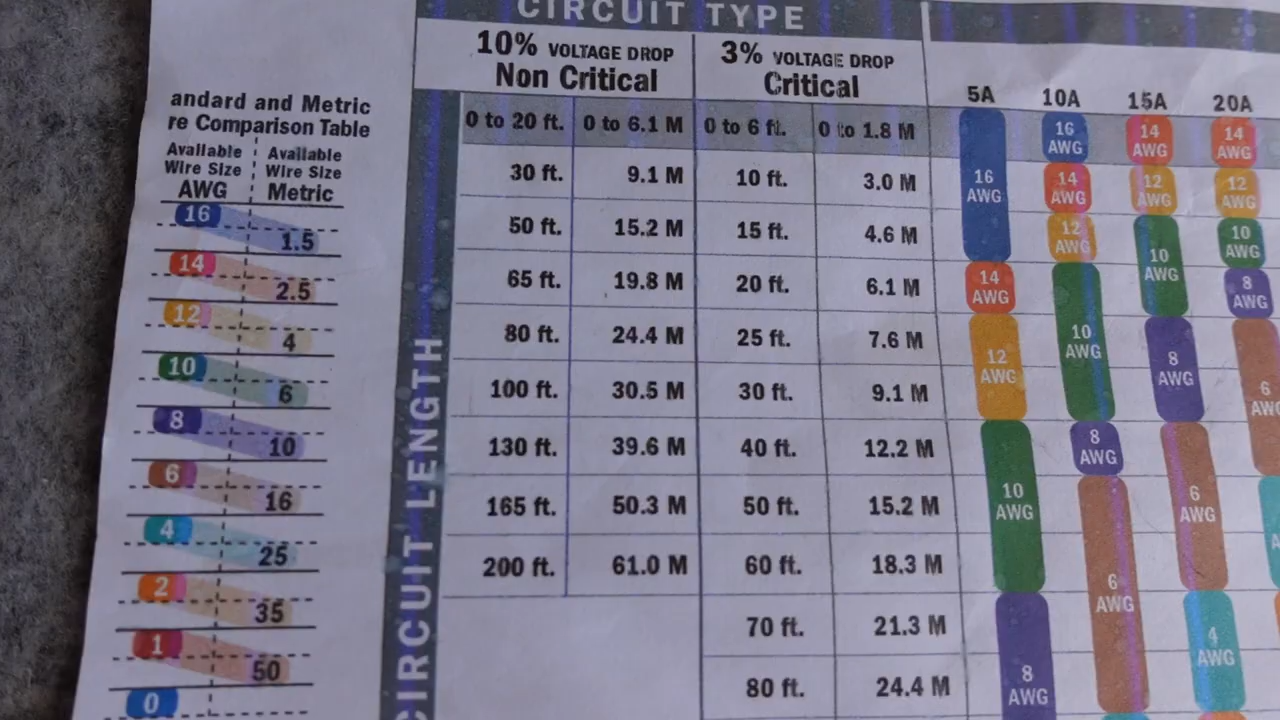 CIRCUIT TYPE
10% VOLTAGE DROP
Non Critical
3% VOLTAGE DROP
Critical
5A 10A 15A 20A
andard and Metric
re Comparison Table
Available
Wire Size
AWG
Available
Wire Size
Metric
16 1.5
14 2.5
12 4
10 6
8 10
6 16
4 25
2 35
1 50
0
CIRCUIT LENGTH
0 to 20 ft. 0 to 6.1 M 0 to 6 ft. 0 to 1.8 M
30 ft. 9.1 M 10 ft. 3.0 M
50 ft. 15.2 M 15 ft. 4.6 M
65 ft. 19.8 M 20 ft. 6.1 M
80 ft. 24.4 M 25 ft. 7.6 M
100 ft. 30.5 M 30 ft. 9.1 M
130 ft. 39.6 M 40 ft. 12.2 M
165 ft. 50.3 M 50 ft. 15.2 M
200 ft. 61.0 M 60 ft. 18.3 M
70 ft. 21.3 M
80 ft. 24.4 M
16
AWG
14
AWG
12
AWG
10
AWG
8
AWG
16
AWG
14
AWG
12
AWG
10
AWG
8
AWG
6
AWG
14
AWG
12
AWG
10
AWG
8
AWG
6
AWG
4
AWG
14
AWG
12
AWG
10
AWG
8
AWG
6